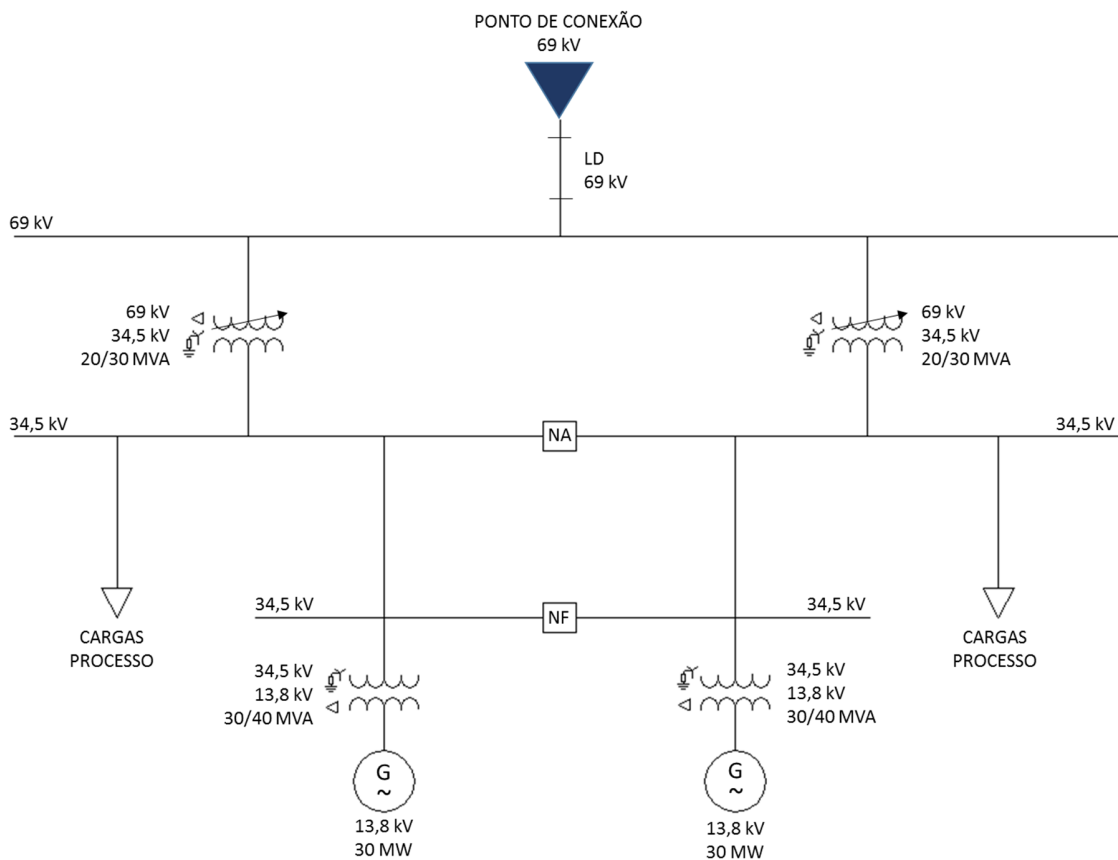 PONTO DE CONEXÃO
69 kV
LD
69 kV
69 kV
69 kV
34,5 kV
20/30 MVA
69 kV
34,5 kV
20/30 MVA
34,5 kV
NA
34,5 kV
CARGAS
PROCESSO
34,5 kV
NF
34,5 kV
CARGAS
PROCESSO
34,5 kV
13,8 kV
30/40 MVA
34,5 kV
13,8 kV
30/40 MVA
G
~
13,8 kV
30 MW
G
~
13,8 kV
30 MW